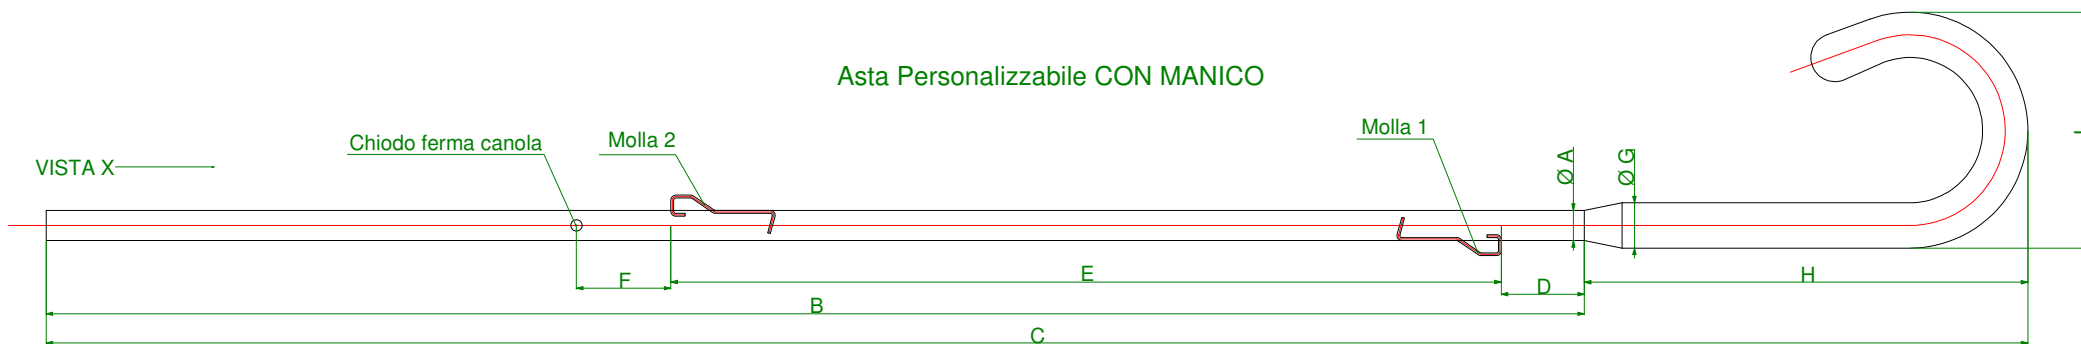 Asta Personalizzabile CON MANICO
Chiodo ferma canola
Molla 2
Molla 1
VISTA X
Ø A
Ø G
F
E
D
H
B
C